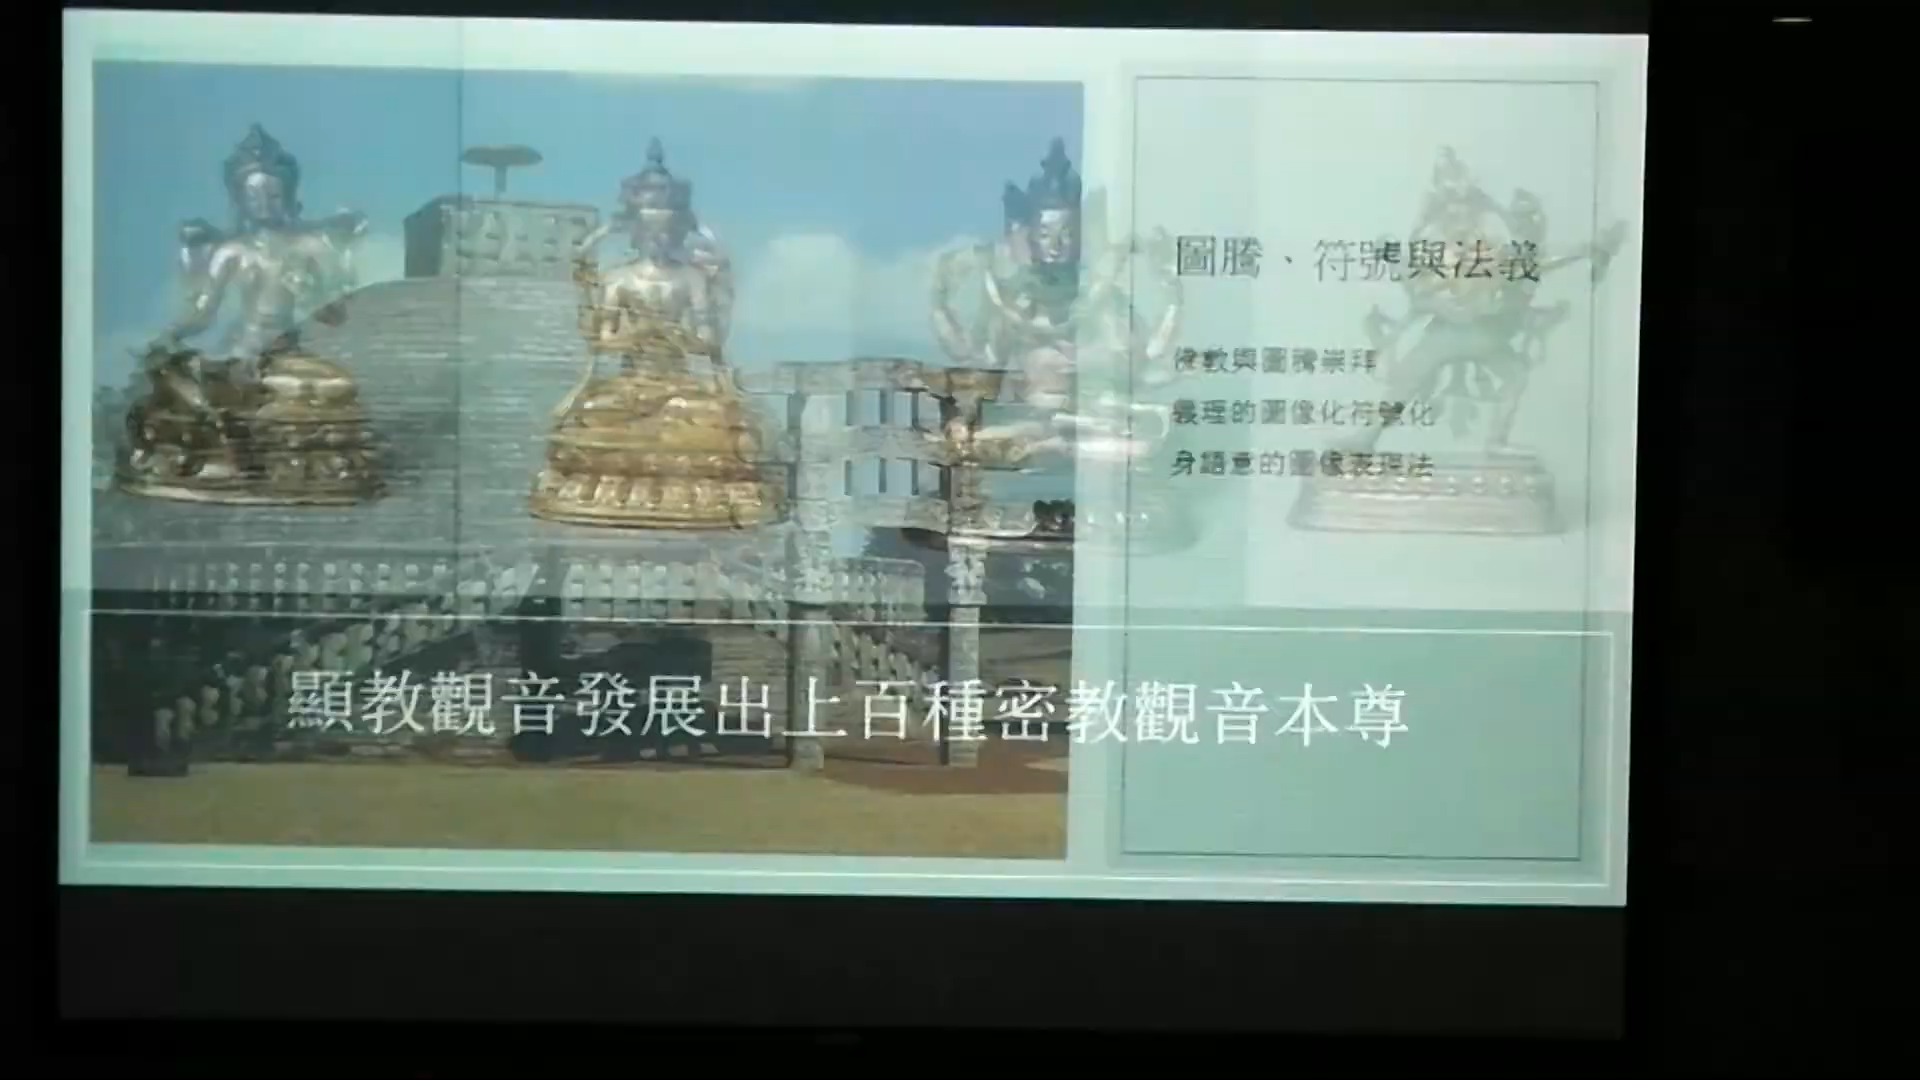 圖騰、符號與法義
佛教與圖騰崇拜
義理的圖像化符號化
身語意的圖像表現法
顯教觀音發展出上百種密教觀音本尊